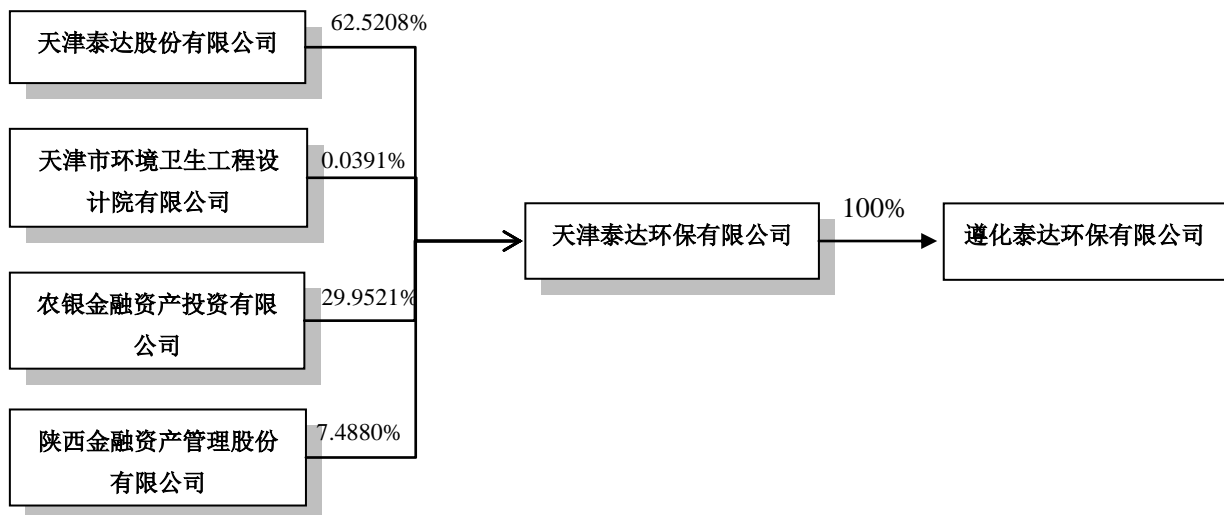 62.5208%
天津泰达股份有限公司
天津市环境卫生工程设
计院有限公司
0.0391%
农银金融资产投资有限
公司
29.9521%
陕西金融资产管理股份
有限公司
7.4880%
天津泰达环保有限公司
100%
遵化泰达环保有限公司